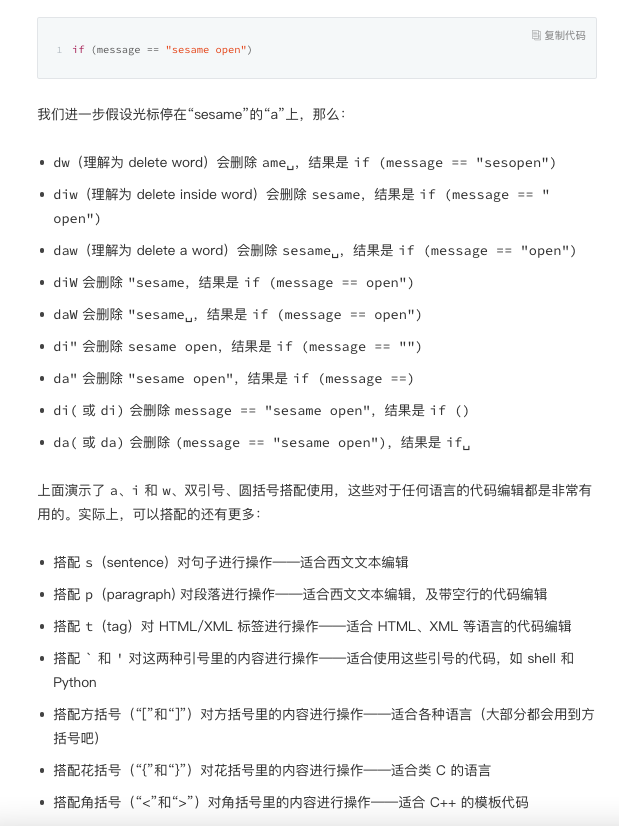 复制代码
1 if (message == "sesame open")
我们进一步假设光标停在“sesame”的“a”上，那么：
• dw（理解为 delete word）会删除 ame␣，结果是 if (message == "sesopen")
• diw（理解为 delete inside word）会删除 sesame，结果是 if (message == "
open")
• daw（理解为 delete a word）会删除 sesame␣，结果是 if (message == "open")
• diW 会删除 "sesame，结果是 if (message == open")
• daW 会删除 "sesame␣，结果是 if (message == open")
• di" 会删除 sesame open，结果是 if (message == "")
• da" 会删除 "sesame open"，结果是 if (message ==)
• di( 或 di) 会删除 message == "sesame open"，结果是 if ()
• da( 或 da) 会删除 (message == "sesame open")，结果是 if␣
上面演示了 a、i 和 w、双引号、圆括号搭配使用，这些对于任何语言的代码编辑都是非常有
用的。实际上，可以搭配的还有更多：
• 搭配 s（sentence）对句子进行操作——适合西文文本编辑
• 搭配 p（paragraph）对段落进行操作——适合西文文本编辑，及带空行的代码编辑
• 搭配 t（tag）对 HTML/XML 标签进行操作——适合 HTML、XML 等语言的代码编辑
• 搭配 ` 和 ' 对这两种引号里的内容进行操作——适合使用这些引号的代码，如 shell 和
Python
• 搭配方括号（“[”和“]”）对方括号里的内容进行操作——适合各种语言（大部分都会用到方
括号吧）
• 搭配花括号（“{”和“}”）对花括号里的内容进行操作——适合类 C 的语言
• 搭配角括号（“<”和“>”）对角括号里的内容进行操作——适合 C++ 的模板代码